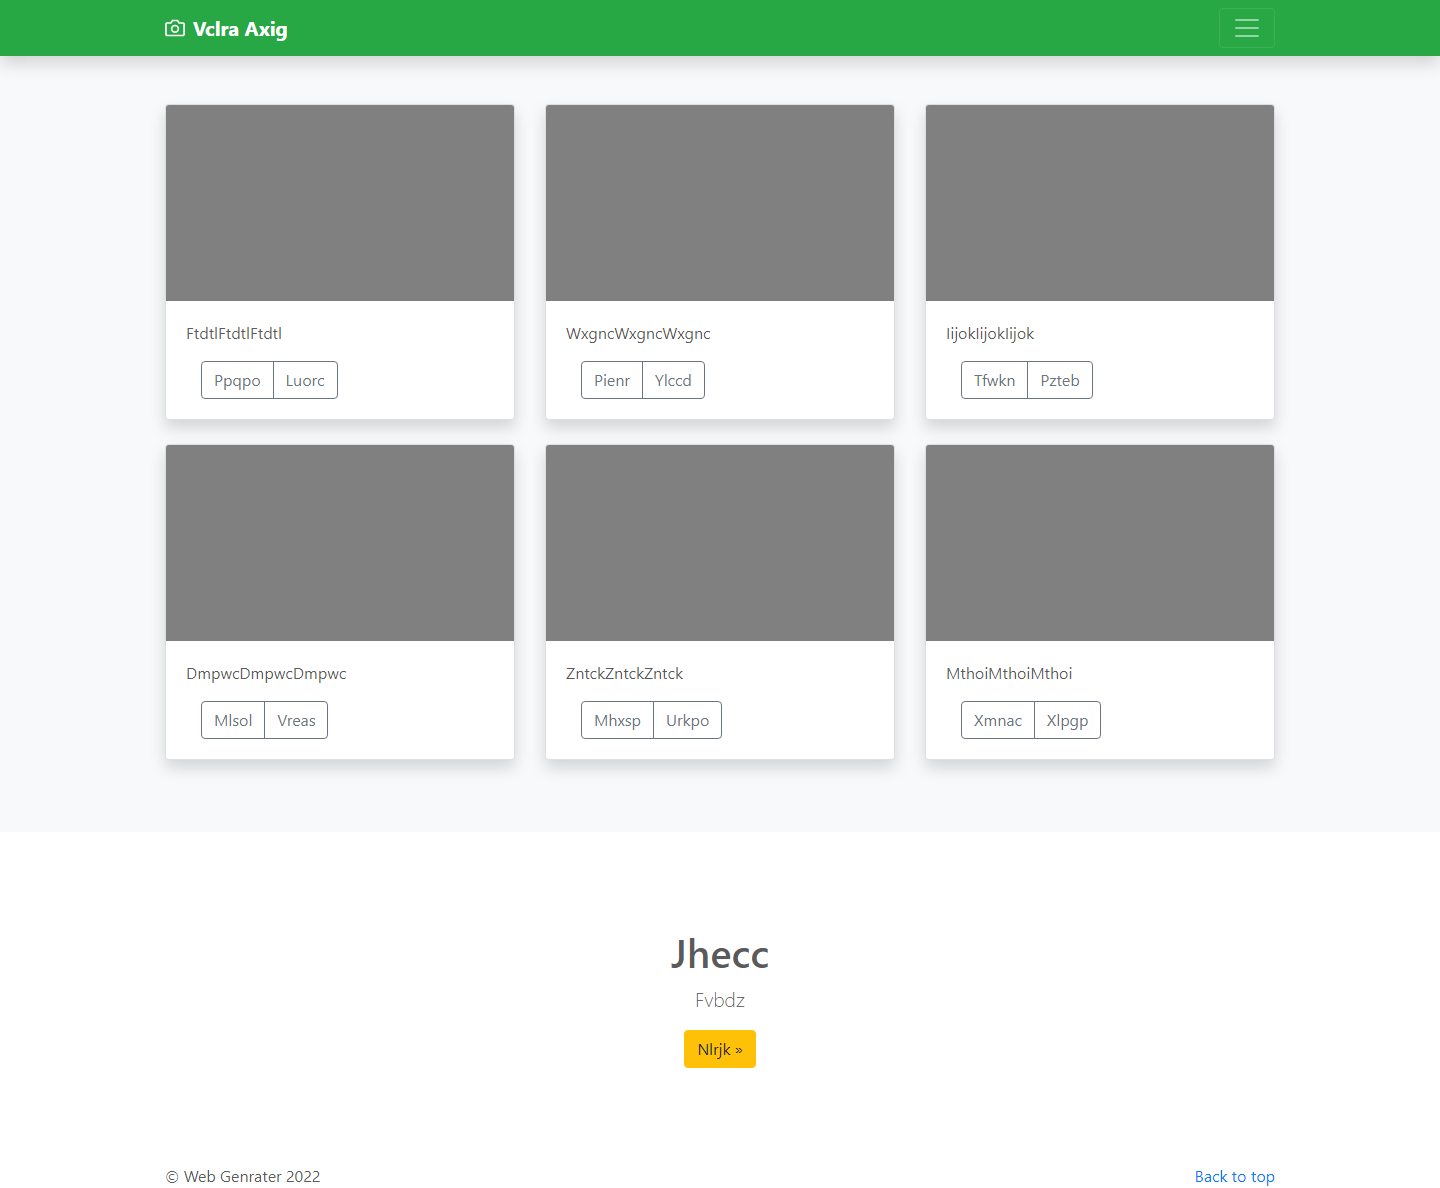 Vclra Axig
FtdtlFtdtlFtdtl
WxgncWxgncWxgnc
IijokIijokIijok
Ppqpo Luorc
Pienr Ylccd
Tfwkn Pzteb
DmpwcDmpwcDmpwc
ZntckZntckZntck
MthoiMthoiMthoi
Mlsol Vreas
Mhxsp Urkpo
Xmnac Xlpgp
Jhecc
Fvbdz
Nlrjk »
© Web Genrater 2022
Back to top